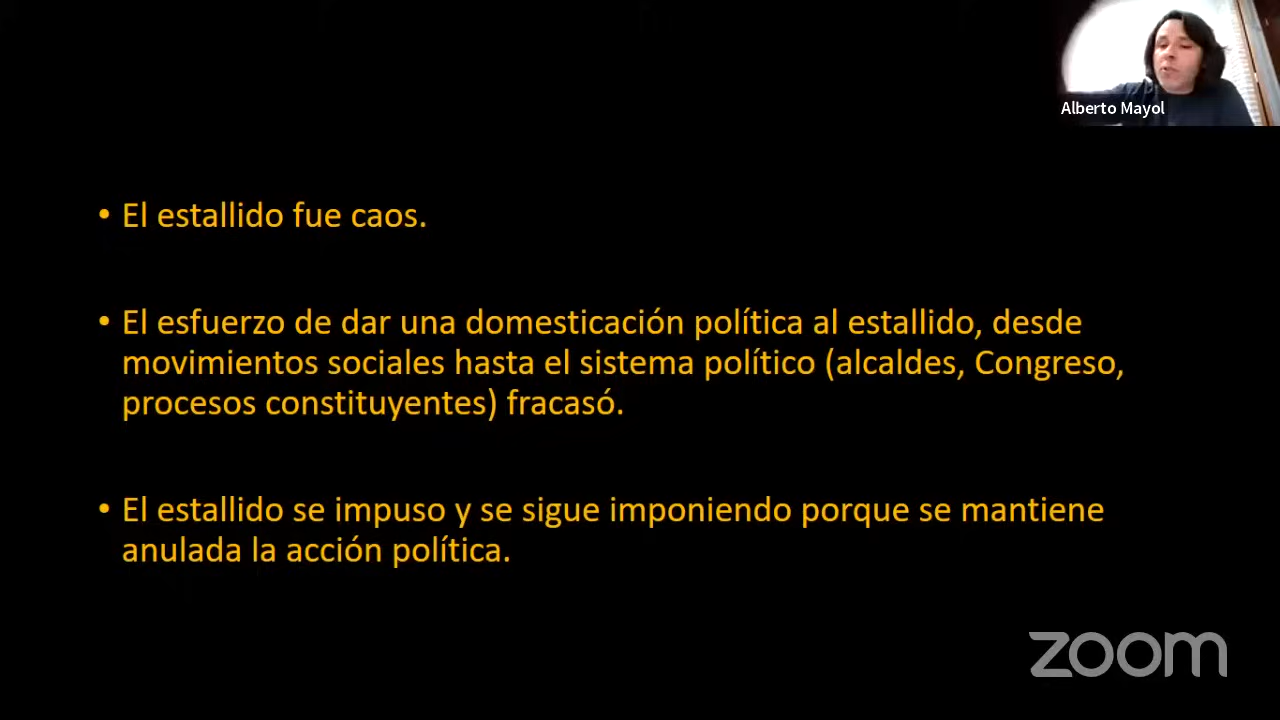 Alberto Mayol
• El estallido fue caos.
• El esfuerzo de dar una domesticación política al estallido, desde
movimientos sociales hasta el sistema político (alcaldes, Congreso,
procesos constituyentes) fracasó.
• El estallido se impuso y se sigue imponiendo porque se mantiene
anulada la acción política.
zoom